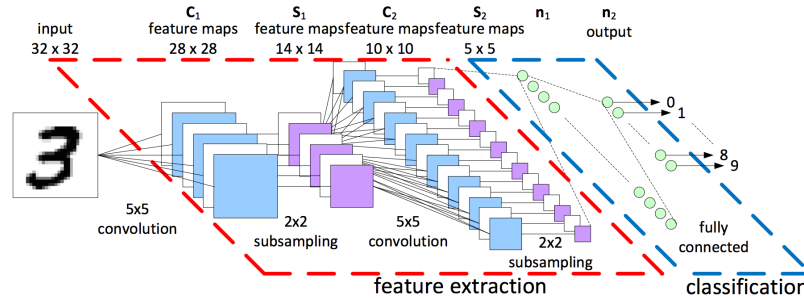 C1 S1 C2 S2 n1 n2
input feature maps feature maps feature maps feature maps output
32 x 32 28 x 28 14 x 14 10 x 10 5 x 5
0
1
8
9
5x5
convolution
2x2
subsampling
5x5
convolution
2x2
subsampling
fully
connected
feature extraction
classification